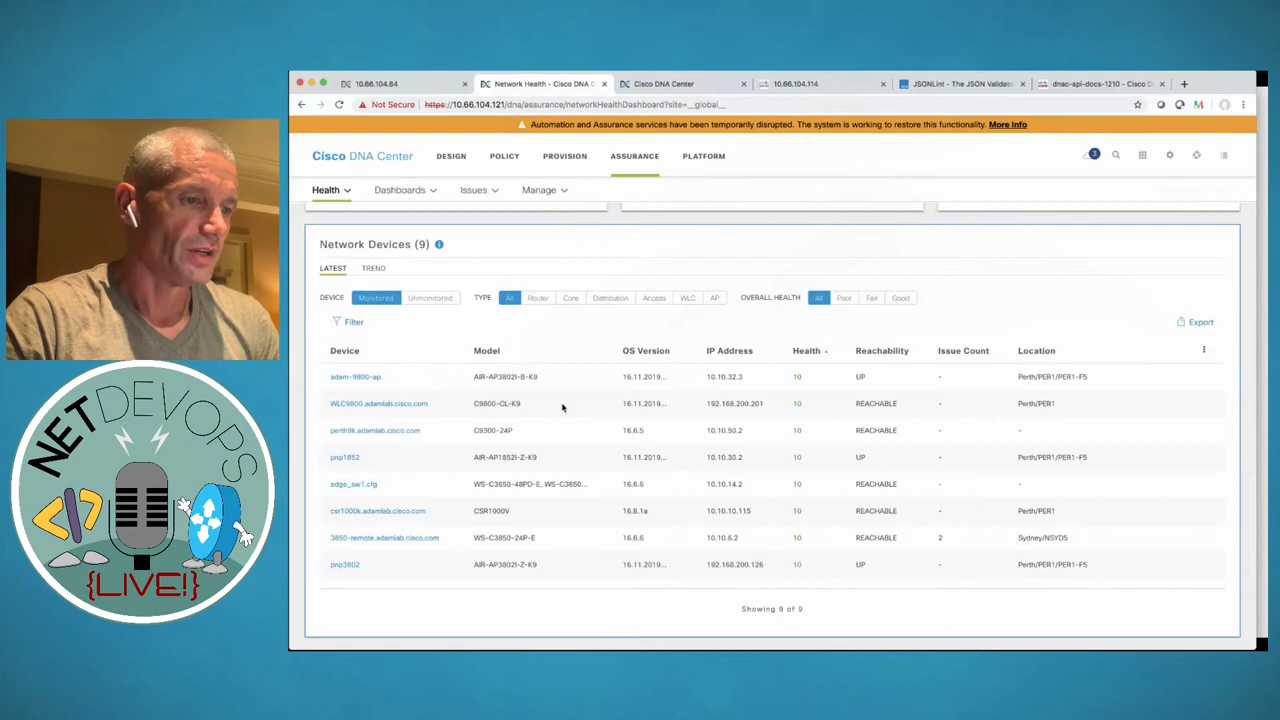 10.66.104.84
Network Health - Cisco DNA C
Cisco DNA Center
10.66.104.114
JSONLint - The JSON Validato
dnac-api-docs-1210 - Cisco D
Not Secure https://10.66.104.121/dna/assurance/networkHealthDashboard?site=__global__
Automation and Assurance services have been temporarily disrupted. The system is working to restore this functionality. More Info
Cisco DNA Center DESIGN POLICY PROVISION ASSURANCE PLATFORM 3
Health Dashboards Issues Manage
Network Devices (9)
LATEST TREND
DEVICE Monitored Unmonitored TYPE All Router Core Distribution Access WLC AP OVERALL HEALTH All Poor Fair Good
Filter Export
Device Model OS Version IP Address Health Reachability Issue Count Location
adam-9800-ap AIR-AP3802I-B-K9 16.11.2019... 10.10.32.3 10 UP - Perth/PER1/PER1-F5
WLC9800.adamlab.cisco.com C9800-CL-K9 16.11.2019... 192.168.200.201 10 REACHABLE - Perth/PER1
perth9k.adamlab.cisco.com C9300-24P 16.6.5 10.10.50.2 10 REACHABLE - -
pnp1852 AIR-AP1852I-Z-K9 16.11.2019... 10.10.30.2 10 UP - Perth/PER1/PER1-F5
edge_sw1.cfg WS-C3650-48PD-E, WS-C3650... 16.6.6 10.10.14.2 10 REACHABLE - -
csr1000k.adamlab.cisco.com CSR1000V 16.8.1a 10.10.10.115 10 REACHABLE - Perth/PER1
3850-remote.adamlab.cisco.com WS-C3850-24P-E 16.6.6 10.10.6.2 10 REACHABLE 2 Sydney/NSYD5
pnp3802 AIR-AP3802I-Z-K9 16.11.2019... 192.168.200.126 10 UP - Perth/PER1/PER1-F5
Showing 9 of 9
NETDEVOPS
</>
{LIVE!}